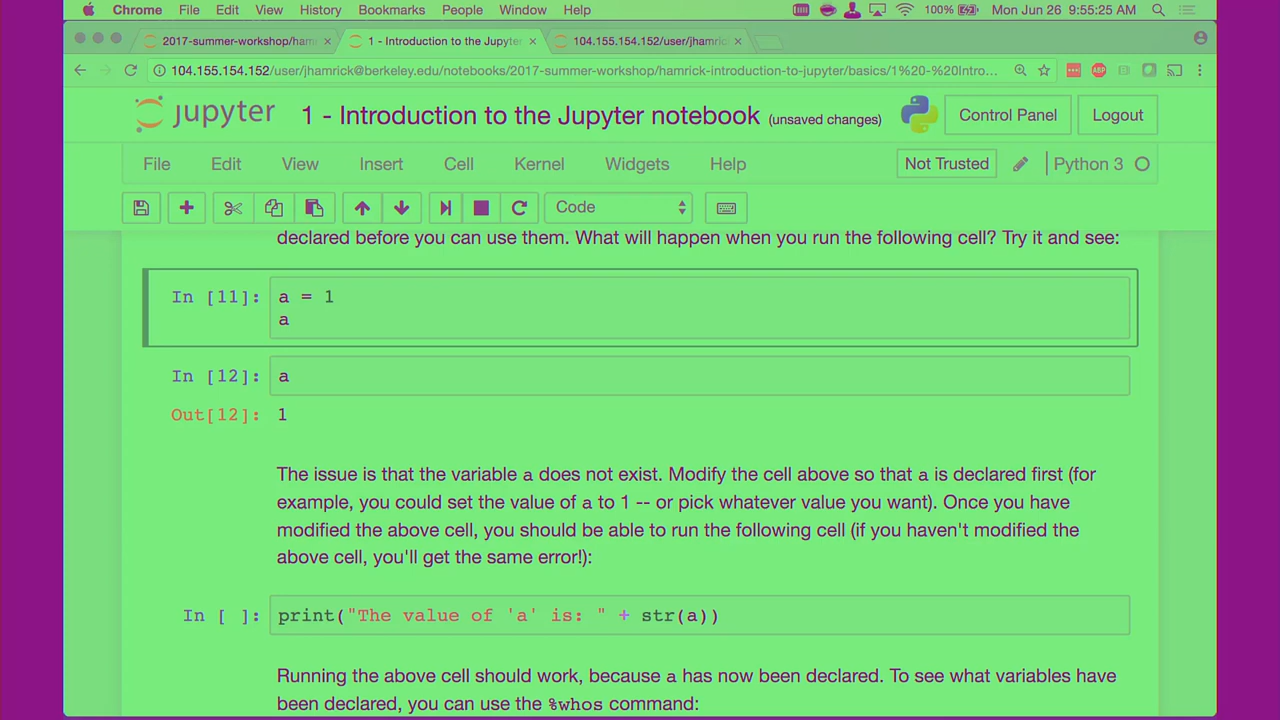 Chrome File Edit View History Bookmarks People Window Help 100% Mon Jun 26 9:55:25 AM
2017-summer-workshop/ham × 1 - Introduction to the Jupyter × 104.155.154.152/user/jhamric ×
104.155.154.152/user/jhamrick@berkeley.edu/notebooks/2017-summer-workshop/hamrick-introduction-to-jupyter/basics/1%20-%20Intro...
ABP
jupyter 1 - Introduction to the Jupyter notebook (unsaved changes) Control Panel Logout
File Edit View Insert Cell Kernel Widgets Help Not Trusted Python 3
Code
declared before you can use them. What will happen when you run the following cell? Try it and see:
In [11]: a = 1
a
In [12]: a
Out[12]: 1
The issue is that the variable a does not exist. Modify the cell above so that a is declared first (for
example, you could set the value of a to 1 -- or pick whatever value you want). Once you have
modified the above cell, you should be able to run the following cell (if you haven't modified the
above cell, you'll get the same error!):
In [ ]: print("The value of 'a' is: " + str(a))
Running the above cell should work, because a has now been declared. To see what variables have
been declared, you can use the %whos command: